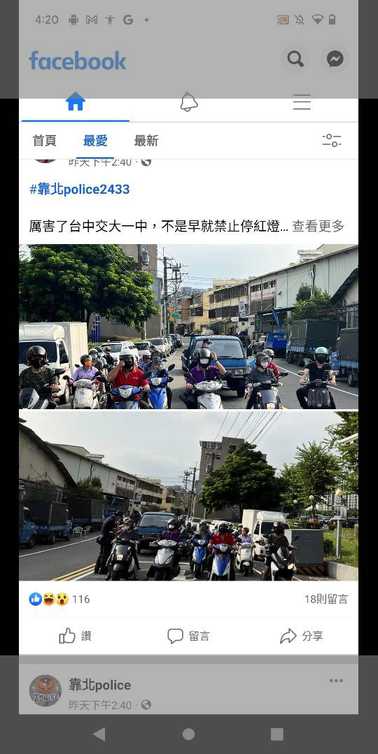 4:20
facebook
首頁
最愛
最新
昨天下午2:40
#靠北police2433
厲害了台中交大一中，不是早就禁止停紅燈... 查看更多
116
18則留言
讚
留言
分享
靠北police
昨天下午2:40